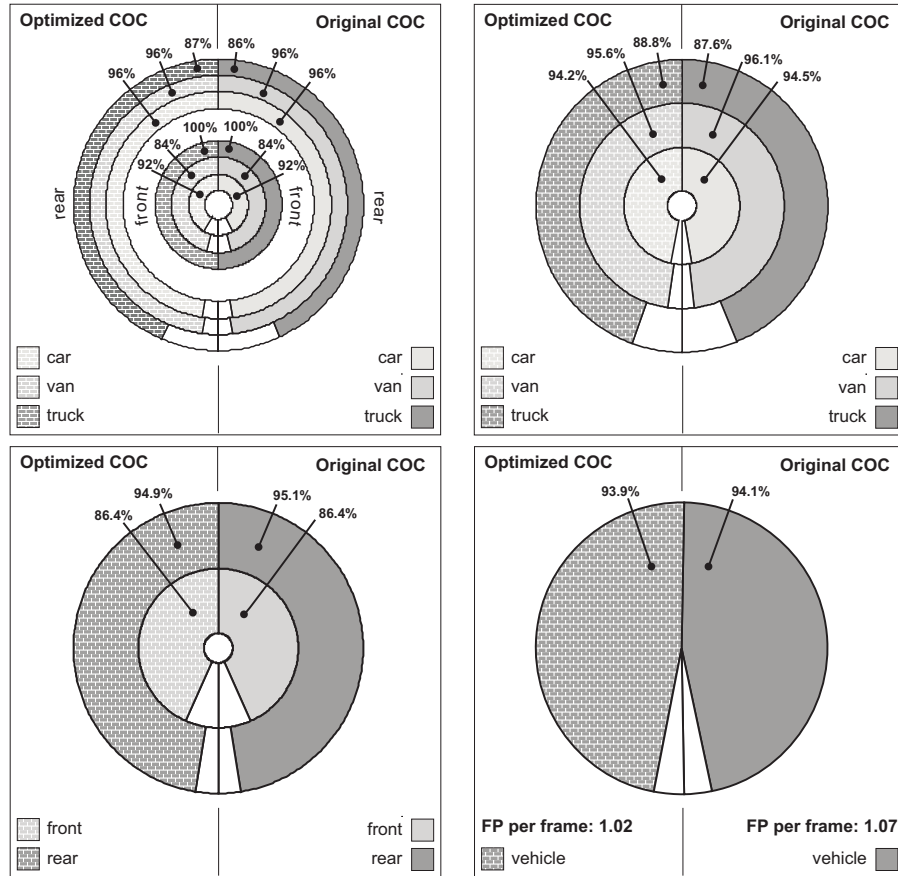 Optimized COC
Original COC
87%
86%
96%
96%
96%
96%
100%
100%
84%
84%
92%
92%
rear
front
front
rear
car
car
van
van
truck
truck
Optimized COC
Original COC
88.8%
87.6%
95.6%
96.1%
94.2%
94.5%
car
car
van
van
truck
truck
Optimized COC
Original COC
94.9%
95.1%
86.4%
86.4%
front
front
rear
rear
Optimized COC
Original COC
93.9%
94.1%
FP per frame: 1.02
FP per frame: 1.07
vehicle
vehicle